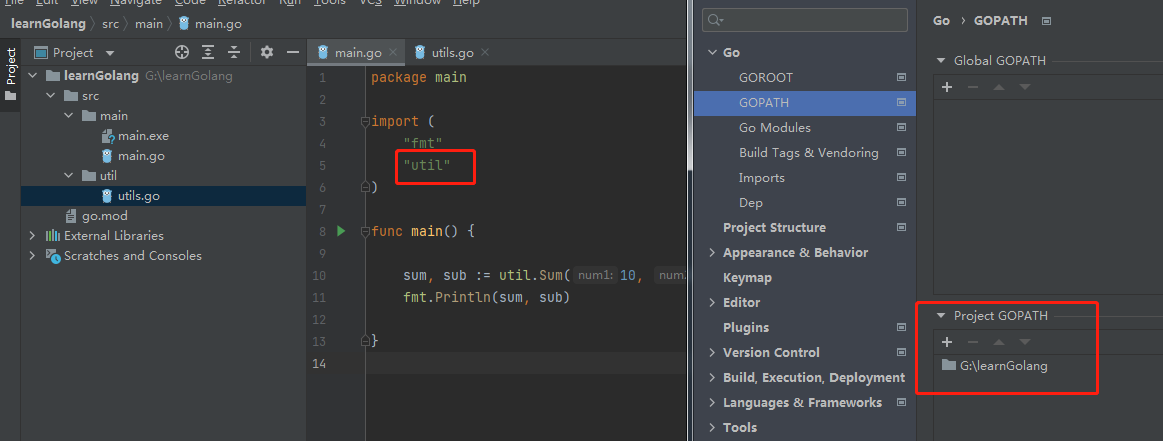 File Edit View Navigate Code Refactor Run Tools VCS Window Help
learnGolang src main main.go
Project
Project
main.go utils.go
learnGolang G:\learnGolang
src
main
main.exe
main.go
util
utils.go
go.mod
External Libraries
Scratches and Consoles
1 package main
2
3 import (
4 "fmt"
5 "util"
6 )
7
8 func main() {
9
10 sum, sub := util.Sum( num1: 10,
11 fmt.Println(sum, sub)
12
13 }
14
Go
GOROOT
GOPATH
Go Modules
Build Tags & Vendoring
Imports
Dep
Project Structure
Appearance & Behavior
Keymap
Editor
Plugins
Version Control
Build, Execution, Deployment
Languages & Frameworks
Tools
Go › GOPATH
Global GOPATH
Project GOPATH
G:\learnGolang